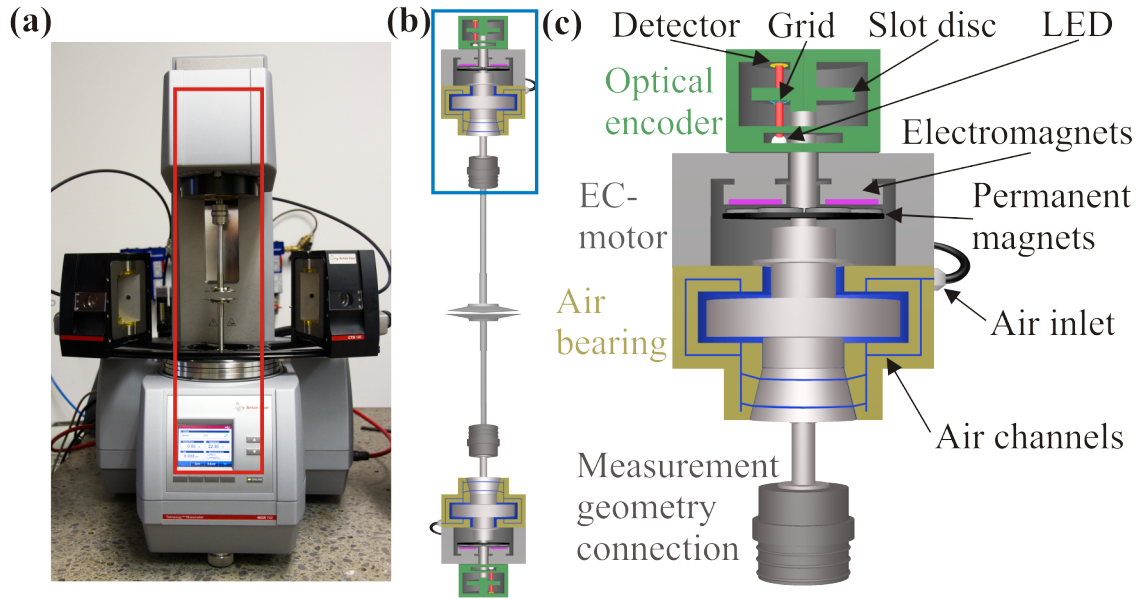 (a)
(b)
(c)
Detector
Grid
Slot disc
LED
Optical
encoder
Electromagnets
EC-
motor
Permanent
magnets
Air
bearing
Air inlet
Air channels
Measurement
geometry
connection